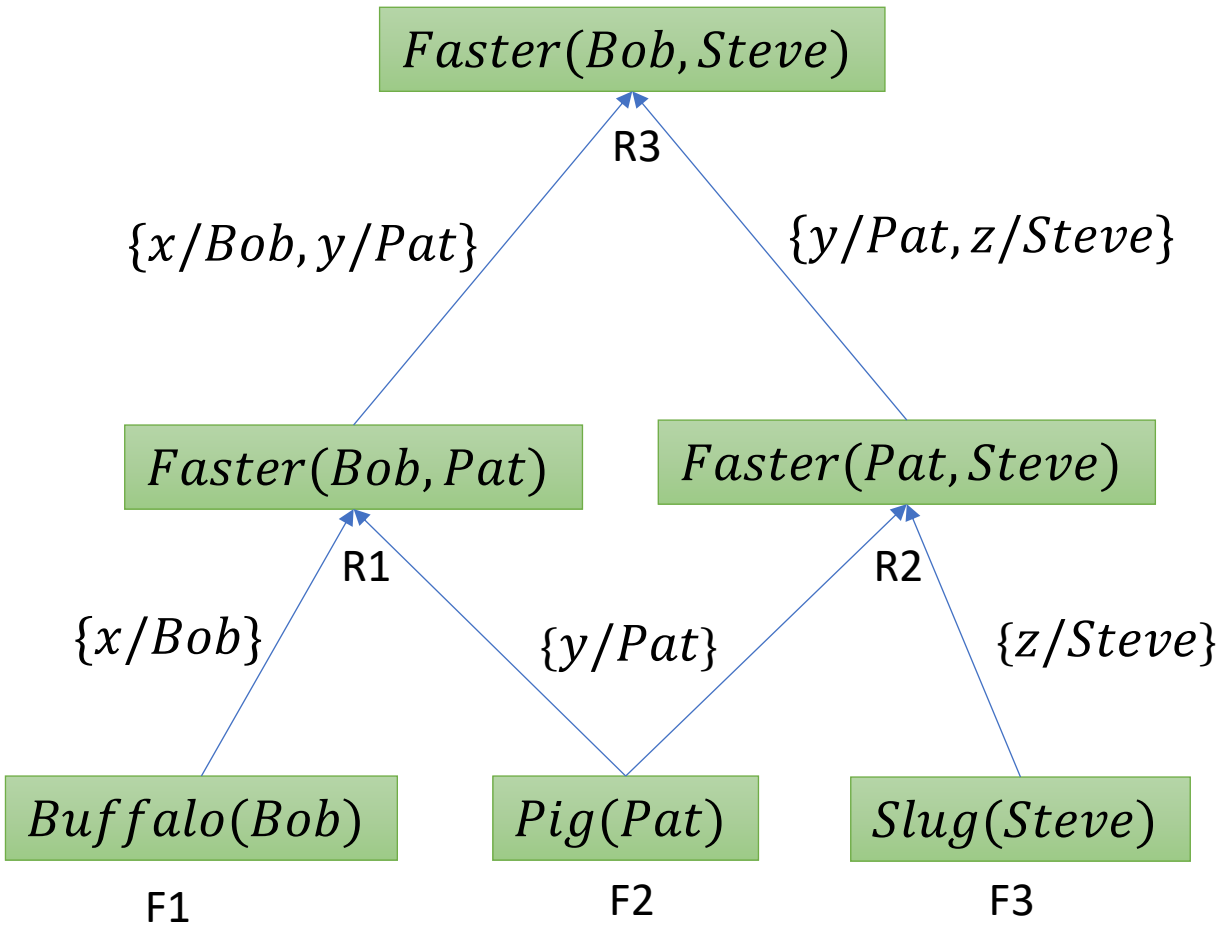 Faster(Bob, Steve)
R3
{x/Bob, y/Pat}
{y/Pat, z/Steve}
Faster(Bob, Pat)
Faster(Pat, Steve)
R1
R2
{x/Bob}
{y/Pat}
{z/Steve}
Buffalo(Bob)
Pig(Pat)
Slug(Steve)
F1
F2
F3